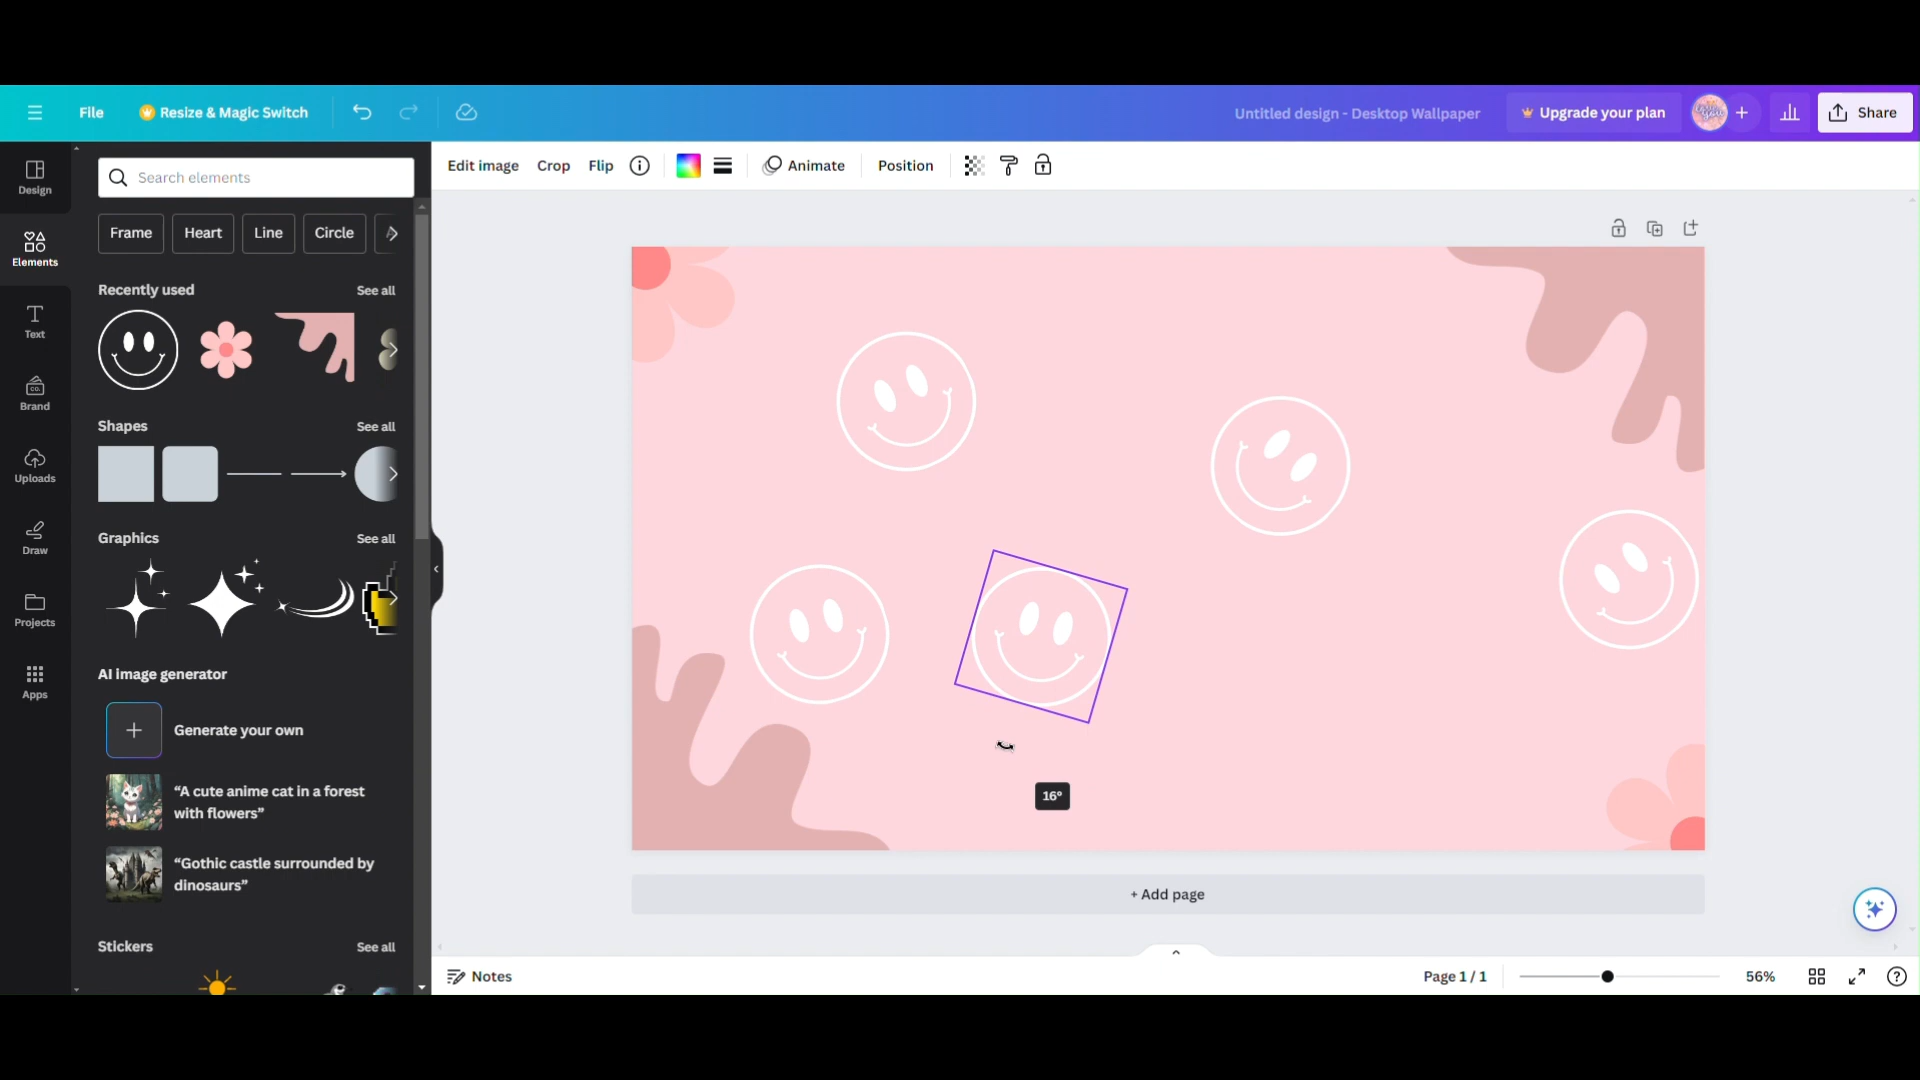 File
Resize & Magic Switch
Untitled design - Desktop Wallpaper
Upgrade your plan
Share
Design
Elements
Text
Brand
Uploads
Draw
Projects
Apps
Search elements
Frame
Heart
Line
Circle
Recently used
See all
Shapes
See all
Graphics
See all
AI image generator
Generate your own
“A cute anime cat in a forest
with flowers”
“Gothic castle surrounded by
dinosaurs”
Stickers
See all
Edit image
Crop
Flip
Animate
Position
16°
+ Add page
Notes
Page 1 / 1
56%